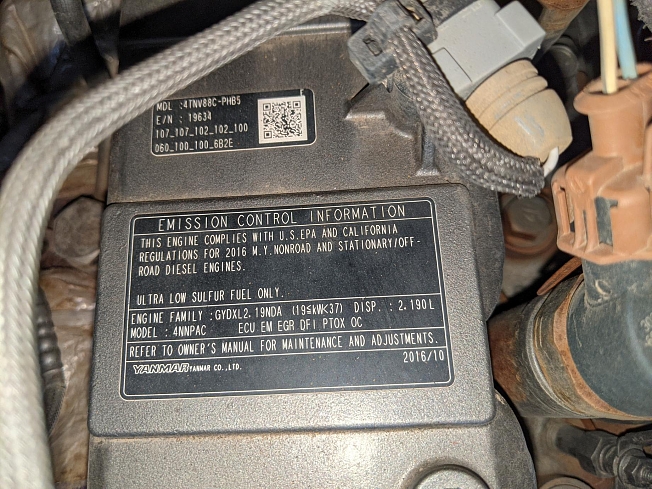 MDL :4TNV88C-PHB5
E/N : 19634
107_107_102_102_100
060_100_100_6B2E
EMISSION CONTROL INFORMATION
THIS ENGINE COMPLIES WITH U.S.EPA AND CALIFORNIA
REGULATIONS FOR 2016 M.Y.NONROAD AND STATIONARY/OFF-
ROAD DIESEL ENGINES.
ULTRA LOW SULFUR FUEL ONLY.
ENGINE FAMILY :GYDXL2.19NDA (19≦kW<37) DISP. : 2.190L
MODEL : 4NNPAC ECU EM EGR DFI PTOX OC
REFER TO OWNER'S MANUAL FOR MAINTENANCE AND ADJUSTMENTS.
YANMAR YANMAR CO.,LTD. 2016/10